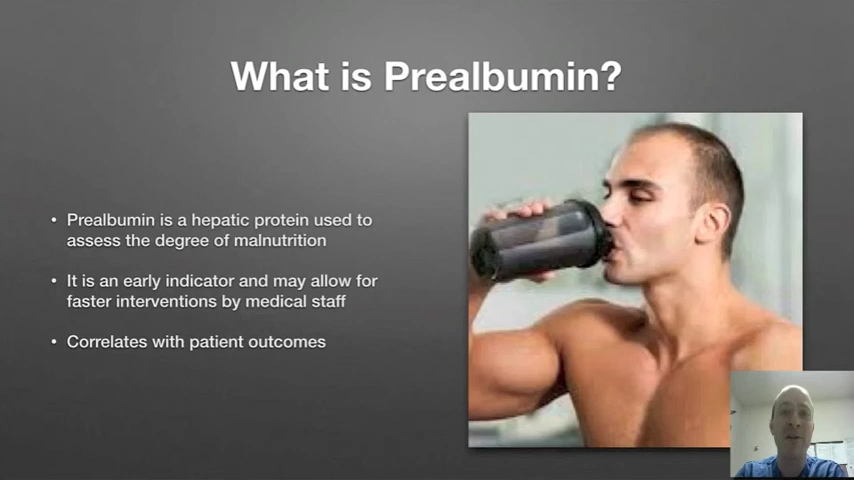 What is Prealbumin?
• Prealbumin is a hepatic protein used to
assess the degree of malnutrition
• It is an early indicator and may allow for
faster interventions by medical staff
• Correlates with patient outcomes